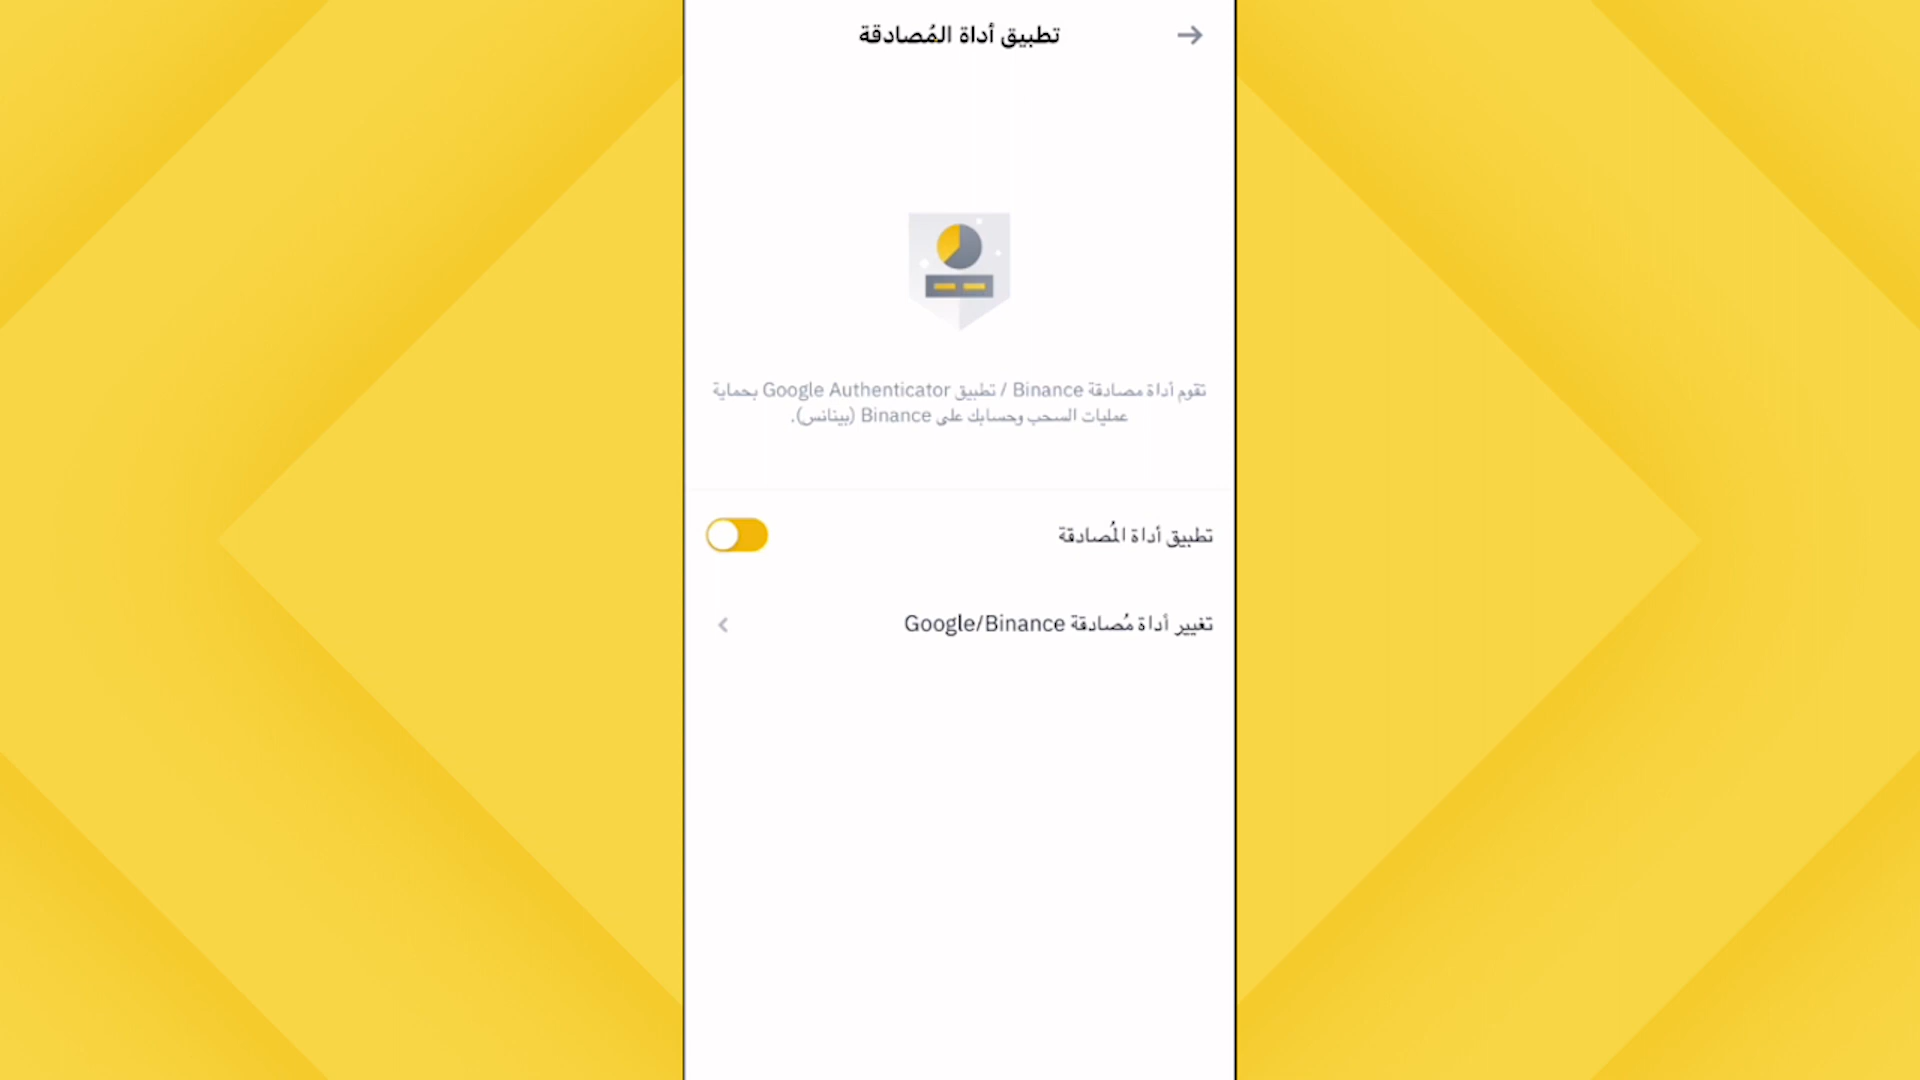 تطبيق أداة المُصادقة
تقوم أداة مصادقة Binance / تطبيق Google Authenticator بحماية
عمليات السحب وحسابك على Binance (بينانس).
تطبيق أداة المُصادقة
تغيير أداة مُصادقة Google/Binance